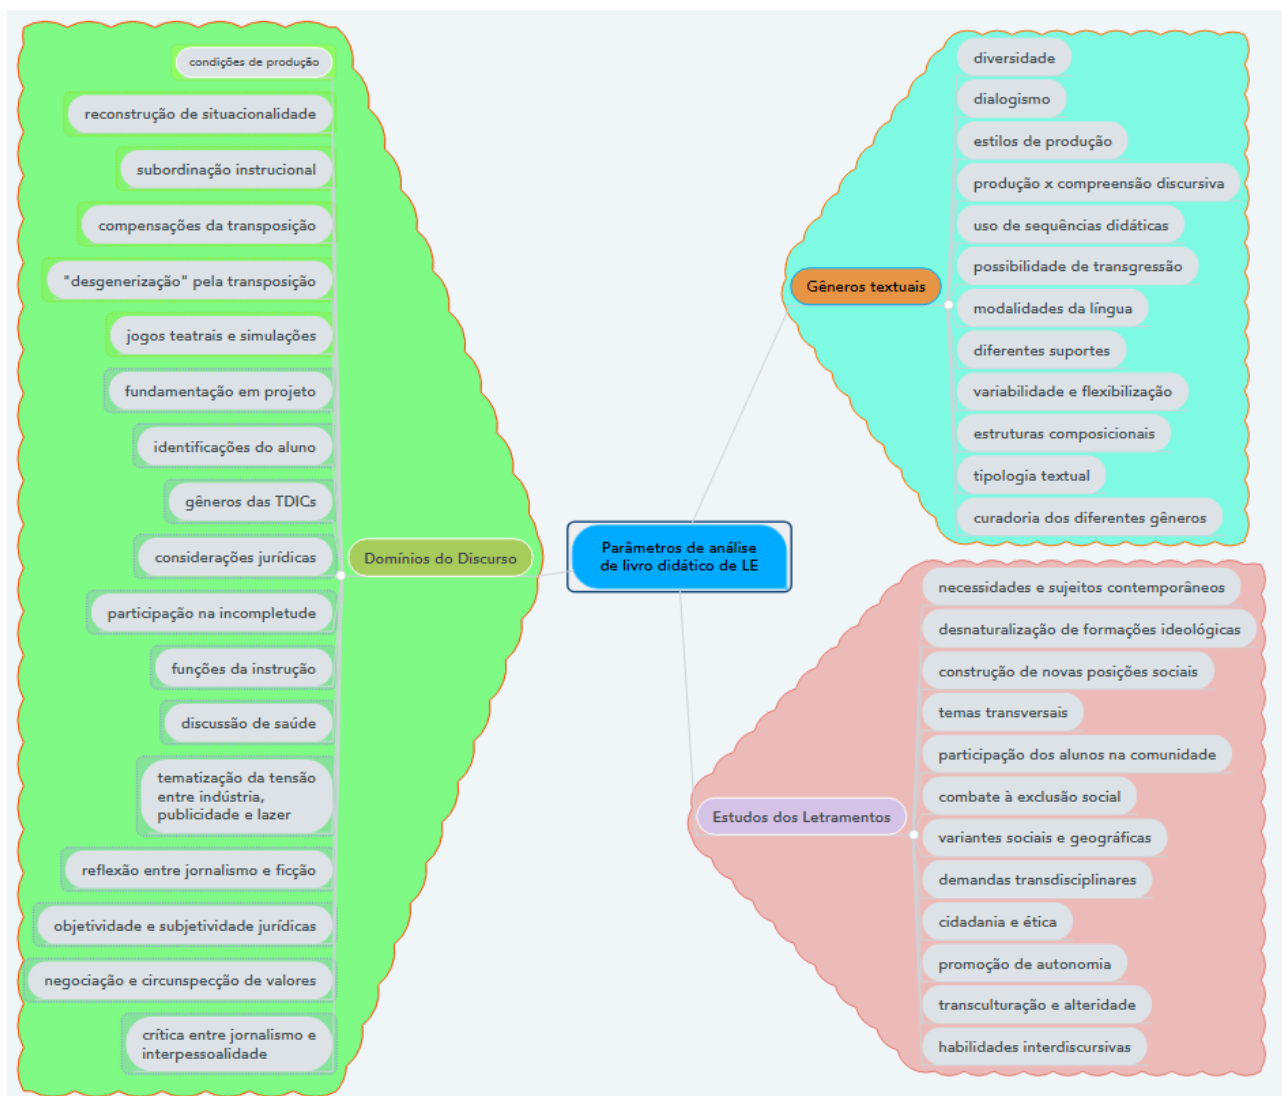 condições de produção
reconstrução de situacionalidade
subordinação instrucional
compensações da transposição
"desgenerização" pela transposição
jogos teatrais e simulações
fundamentação em projeto
identificações do aluno
gêneros das TDICs
considerações jurídicas
participação na incompletude
funções da instrução
discussão de saúde
tematização da tensão
entre indústria,
publicidade e lazer
reflexão entre jornalismo e ficção
objetividade e subjetividade jurídicas
negociação e circunspecção de valores
crítica entre jornalismo e
interpessoalidade
Domínios do Discurso
Parâmetros de análise
de livro didático de LE
Gêneros textuais
diversidade
dialogismo
estilos de produção
produção x compreensão discursiva
uso de sequências didáticas
possibilidade de transgressão
modalidades da língua
diferentes suportes
variabilidade e flexibilização
estruturas composicionais
tipologia textual
curadoria dos diferentes gêneros
Estudos dos Letramentos
necessidades e sujeitos contemporâneos
desnaturalização de formações ideológicas
construção de novas posições sociais
temas transversais
participação dos alunos na comunidade
combate à exclusão social
variantes sociais e geográficas
demandas transdisciplinares
cidadania e ética
promoção de autonomia
transculturação e alteridade
habilidades interdiscursivas